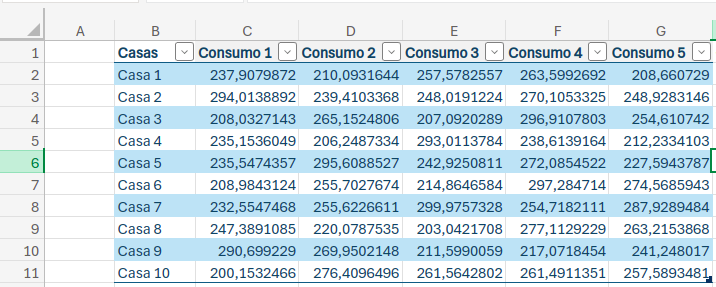 A B C D E F G
1 Casas Consumo 1 Consumo 2 Consumo 3 Consumo 4 Consumo 5
2 Casa 1 237,9079872 210,0931644 257,5782557 263,5992692 208,660729
3 Casa 2 294,0138892 239,4103368 248,0191224 270,1053325 248,9283146
4 Casa 3 208,0327143 265,1524806 207,0920289 296,9107803 254,610742
5 Casa 4 235,1536049 206,2487334 293,0113784 238,6139164 212,2334103
6 Casa 5 235,5474357 295,6088527 242,9250811 272,0854522 227,5943787
7 Casa 6 208,9843124 255,7027674 214,8646584 297,284714 274,5685943
8 Casa 7 232,5547468 255,6226611 299,9757328 254,7182111 287,9289484
9 Casa 8 247,3891085 220,0787535 203,0421708 277,1129229 263,2153868
10 Casa 9 290,699229 269,9502148 211,5990059 217,0718454 241,248017
11 Casa 10 200,1532466 276,4096496 261,5642802 261,4911351 257,5893481